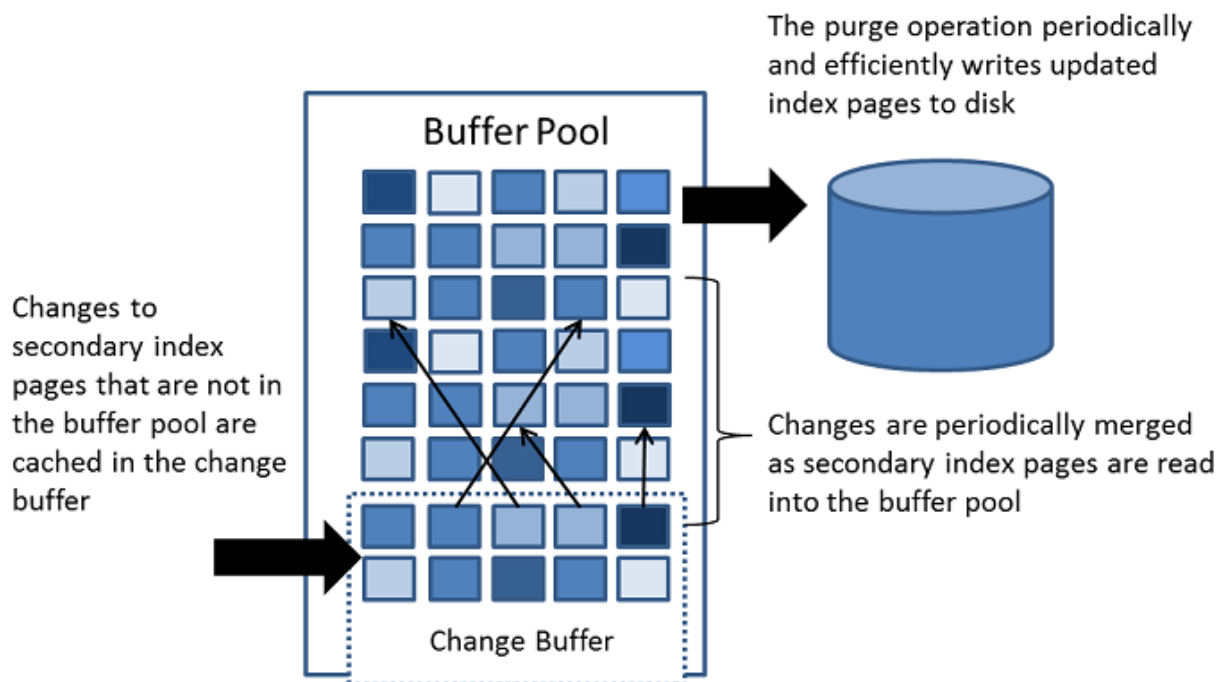 The purge operation periodically
and efficiently writes updated
index pages to disk
Buffer Pool
Changes to
secondary index
pages that are not in
the buffer pool are
cached in the change
buffer
Changes are periodically merged
as secondary index pages are read
into the buffer pool
Change Buffer